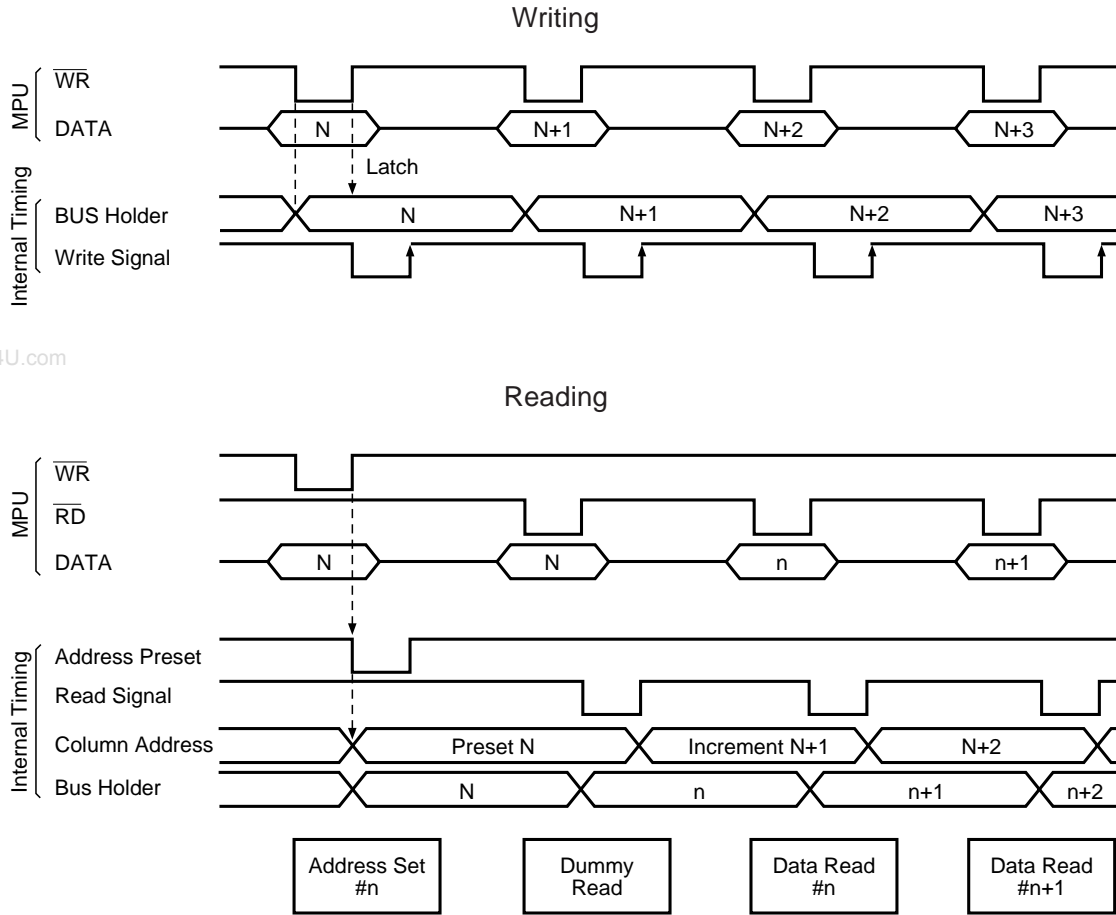 Writing
MPU
WR
DATA
N
N+1
N+2
N+3
Latch
Internal Timing
BUS Holder
N
N+1
N+2
N+3
Write Signal
4U.com
Reading
MPU
WR
RD
DATA
N
N
n
n+1
Internal Timing
Address Preset
Read Signal
Column Address
Preset N
Increment N+1
N+2
Bus Holder
N
n
n+1
n+2
Address Set
#n
Dummy
Read
Data Read
#n
Data Read
#n+1